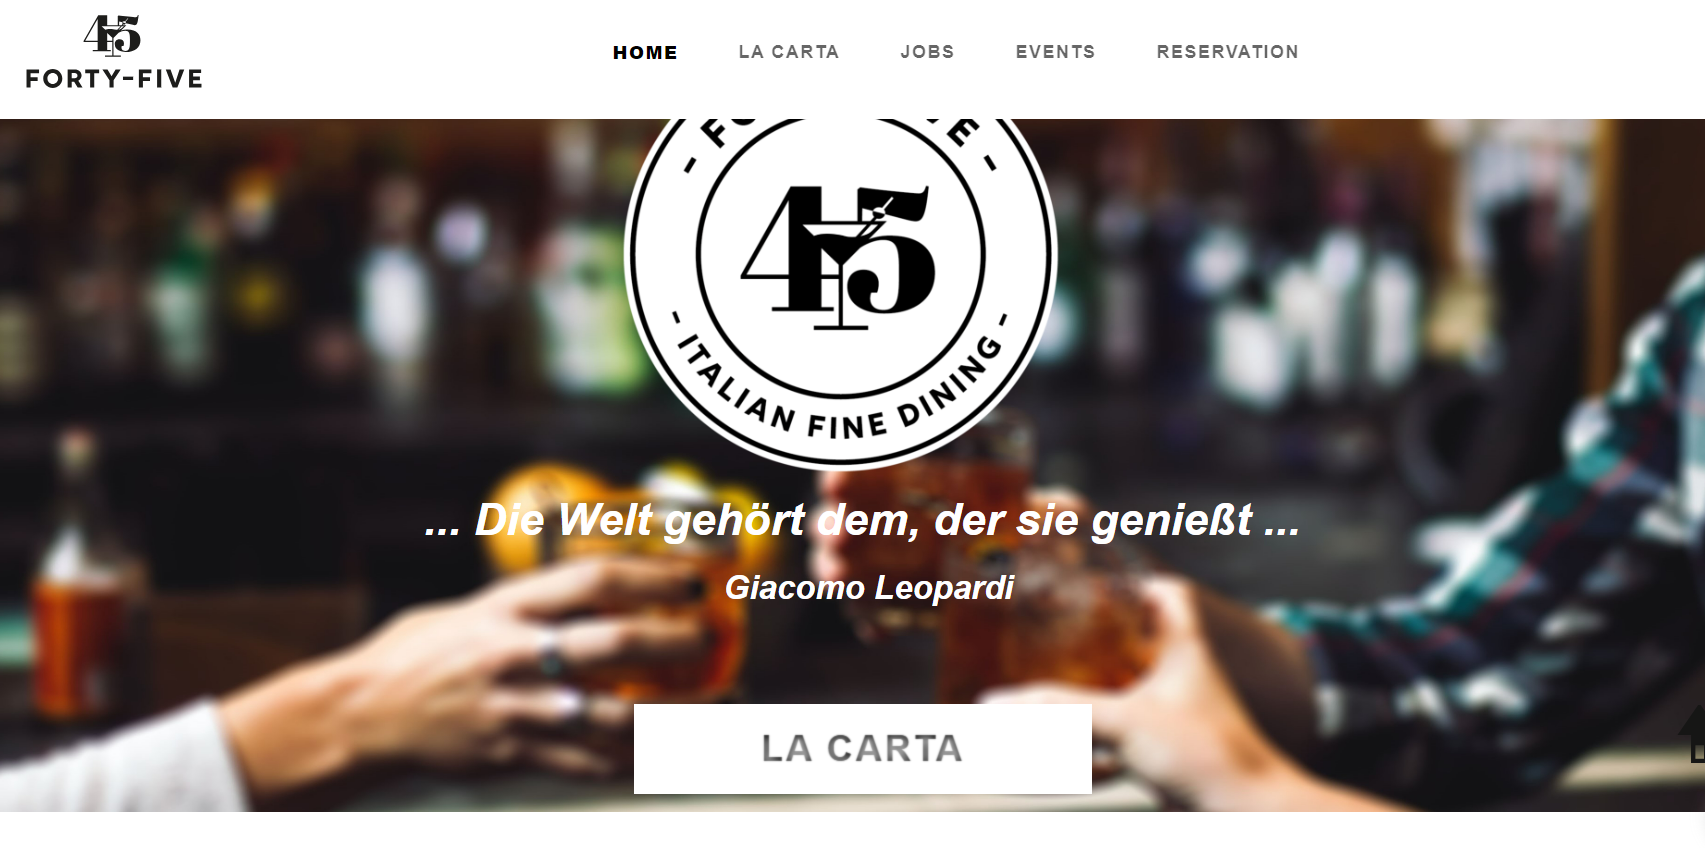 45
FORTY-FIVE
HOME
LA CARTA
JOBS
EVENTS
RESERVATION
45
- ITALIAN FINE DINING -
... Die Welt gehört dem, der sie genießt ...
Giacomo Leopardi
LA CARTA